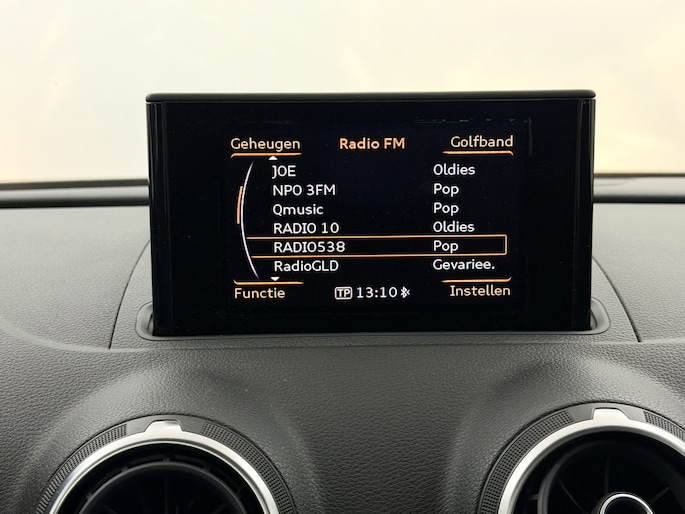 Geheugen Radio FM Golfband
JOE Oldies
NPO 3FM Pop
Qmusic Pop
RADIO 10 Oldies
RADIO538 Pop
RadioGLD Gevariee.
Functie TP 13:10 Instellen